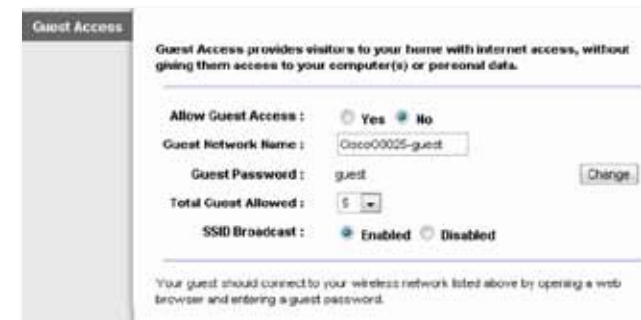 Guest Access
Guest Access provides visitors to your home with internet access, without
giving them access to your computer(s) or personal data.
Allow Guest Access : Yes No
Guest Network Name : Cisco00025-guest
Guest Password : guest Change
Total Guest Allowed : 5
SSID Broadcast : Enabled Disabled
Your guest should connect to your wireless network listed above by opening a web
browser and entering a guest password.